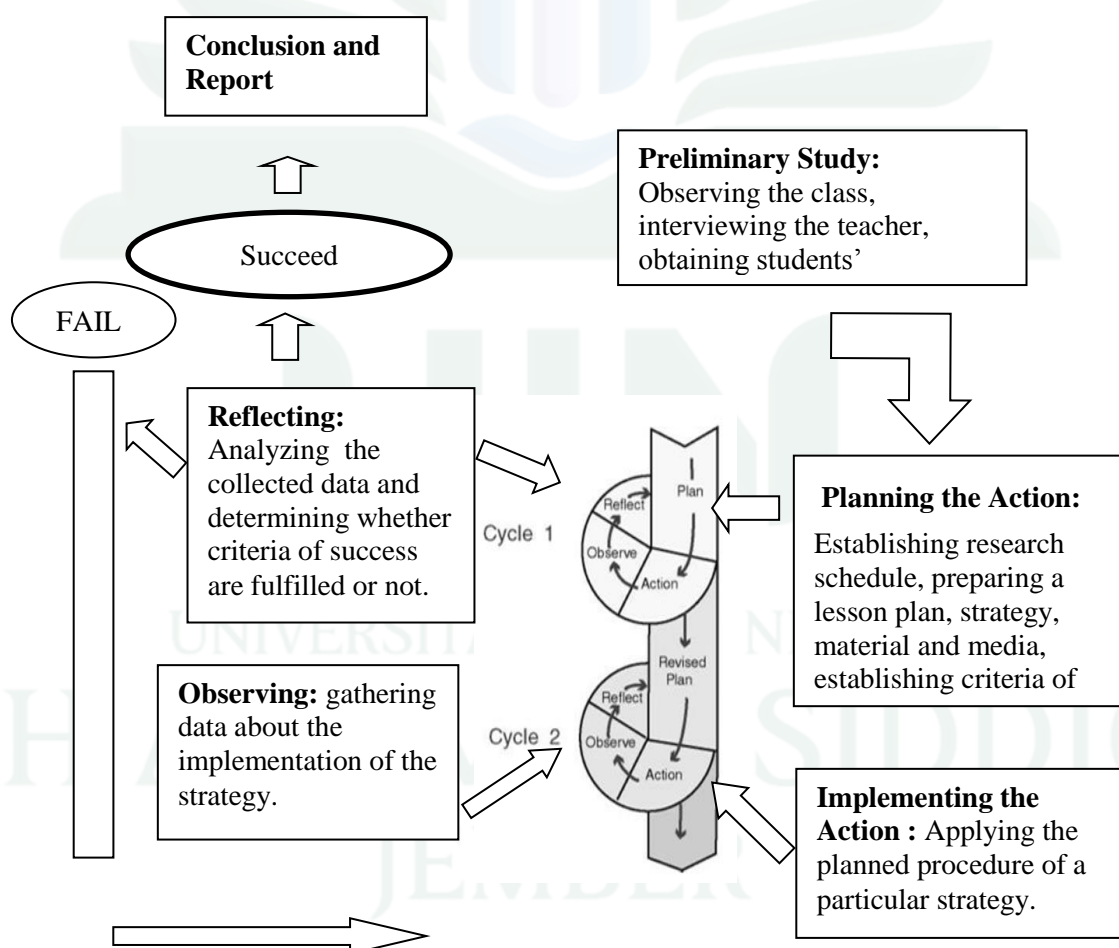 Conclusion and
Report
Succeed
FAIL
Preliminary Study:
Observing the class,
interviewing the teacher,
obtaining students’
Reflecting:
Analyzing the
collected data and
determining whether
criteria of success
are fulfilled or not.
Planning the Action:
Establishing research
schedule, preparing a
lesson plan, strategy,
material and media,
establishing criteria of
Cycle 1
Plan
Reflect
Observe
Action
Revised
Plan
Cycle 2
Reflect
Observe
Action
Observing: gathering
data about the
implementation of the
strategy.
Implementing the
Action : Applying the
planned procedure of a
particular strategy.
JEMBER